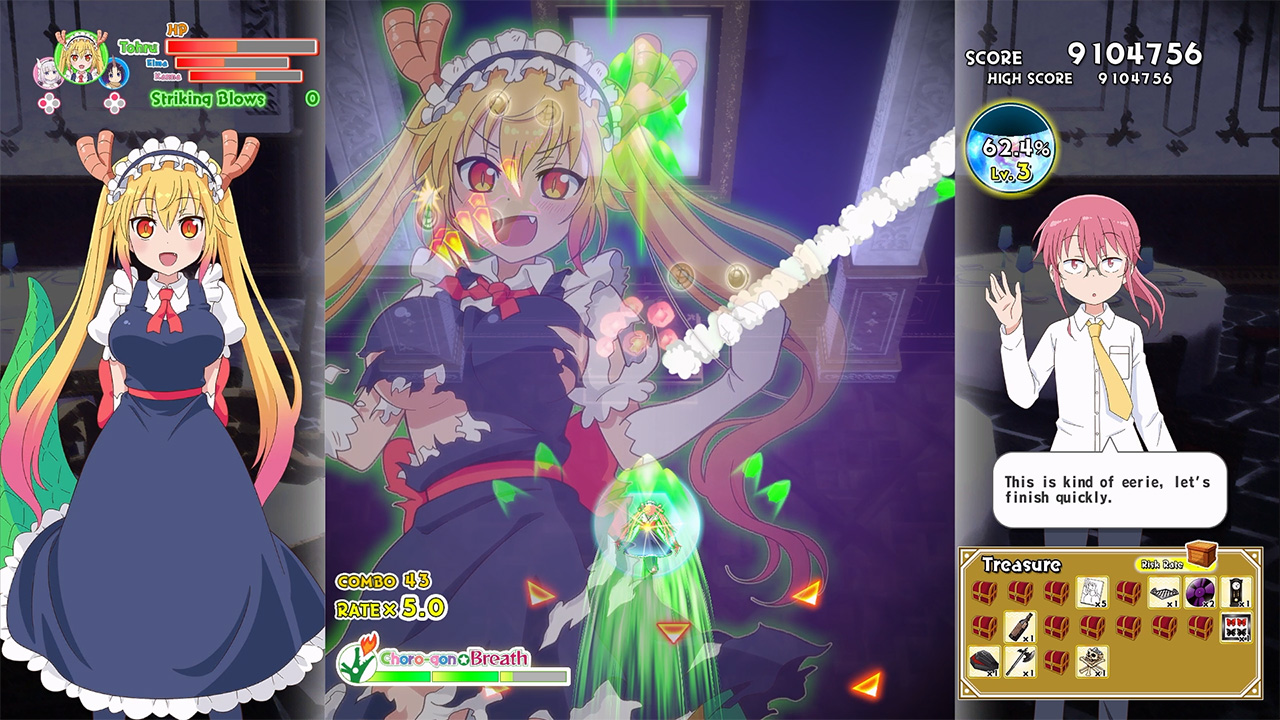 HP
Tohru
Elma
Kanna
Striking Blows 0
SCORE 9104756
HIGH SCORE 9104756
62.4%
Lv. 3
This is kind of eerie, let's
finish quickly.
COMBO 43
RATE× 5.0
Choro-gon Breath
Treasure
Risk Rate
×5
×1
×2
×1
×1
×1
×1
×1